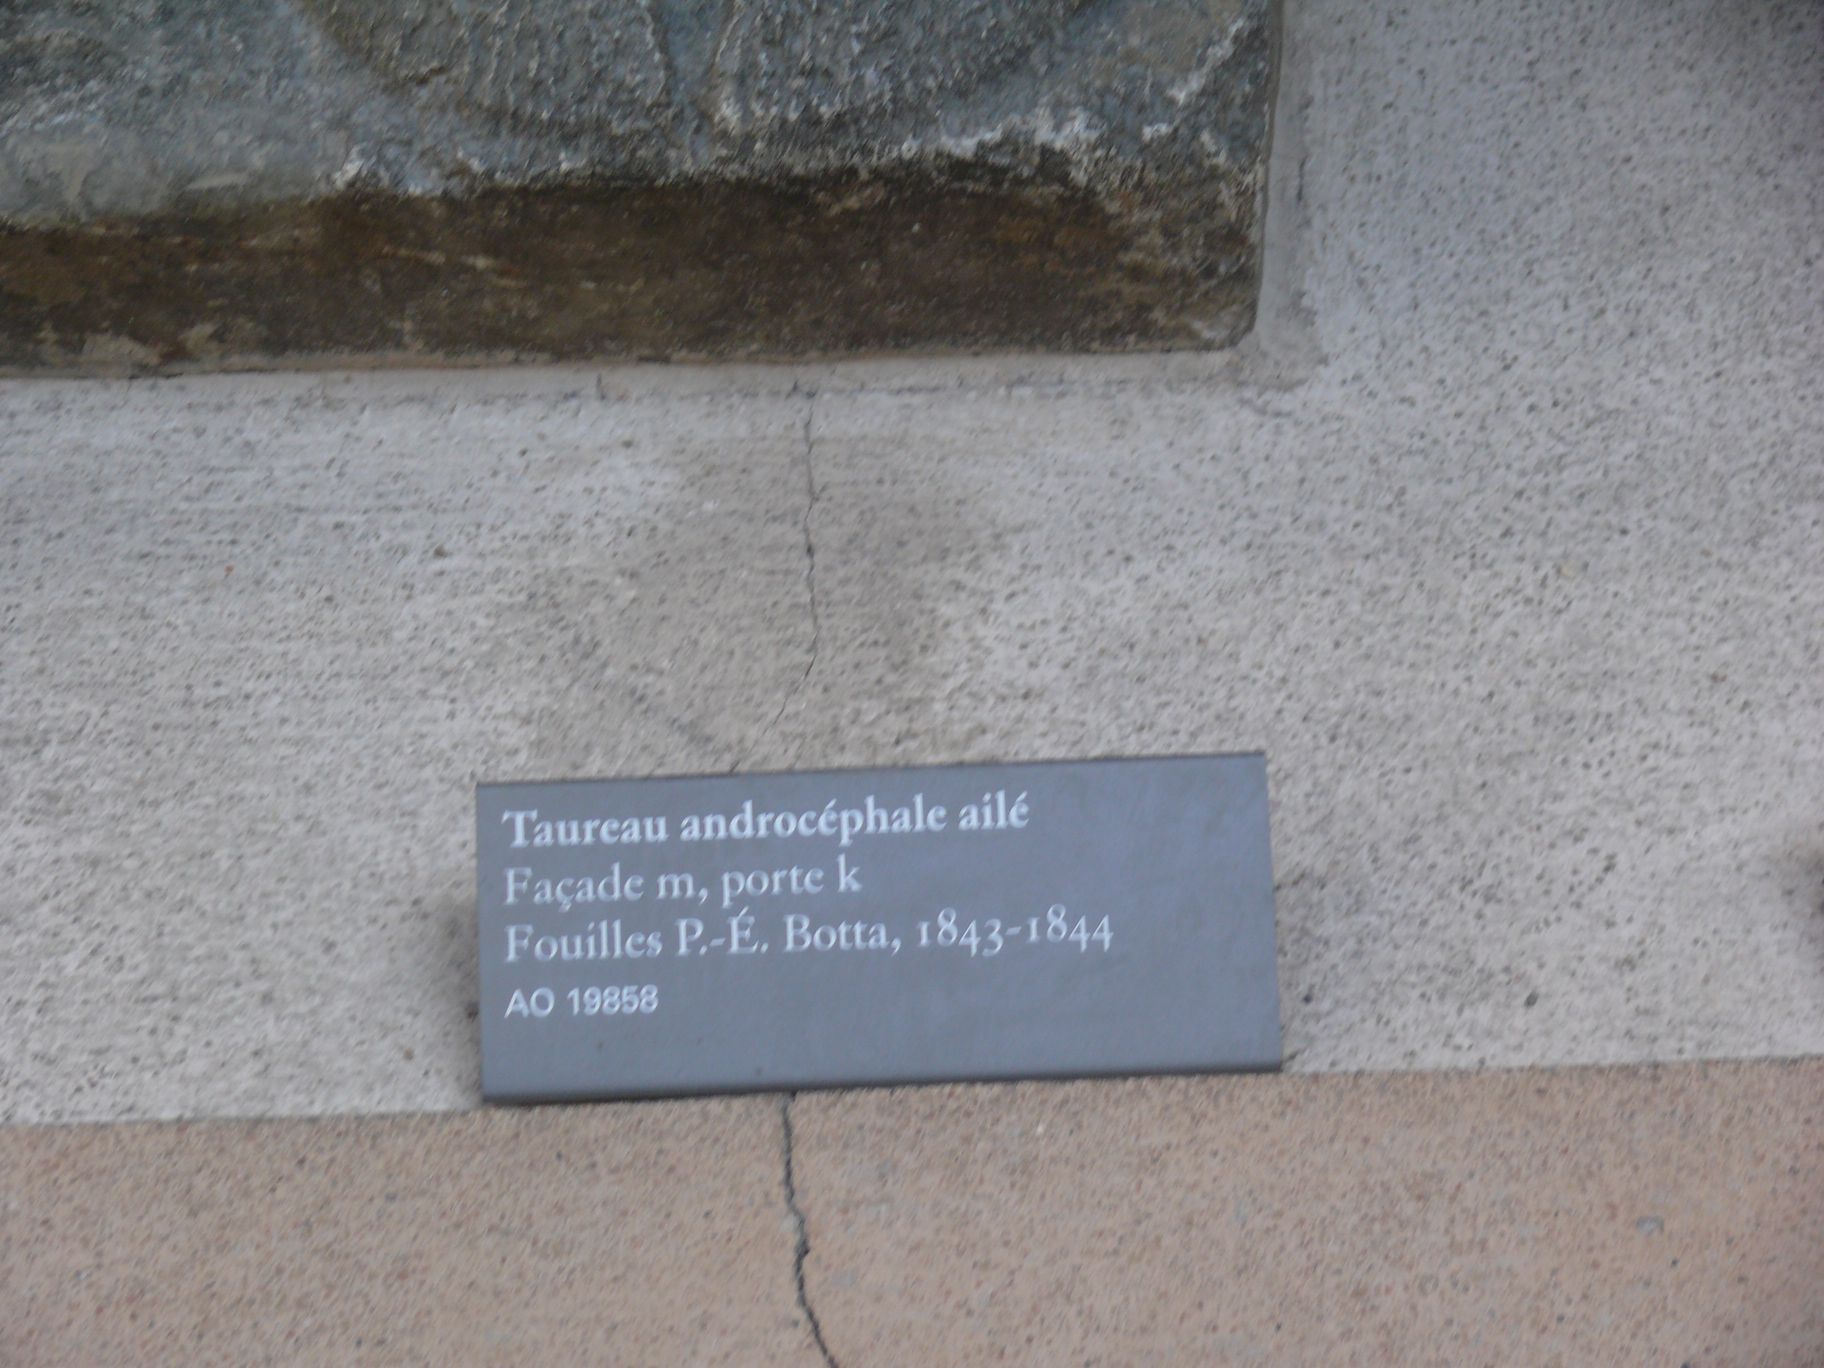 Taureau androcéphale ailé
Façade m, porte k
Fouilles P.-É. Botta, 1843-1844
AO 19858